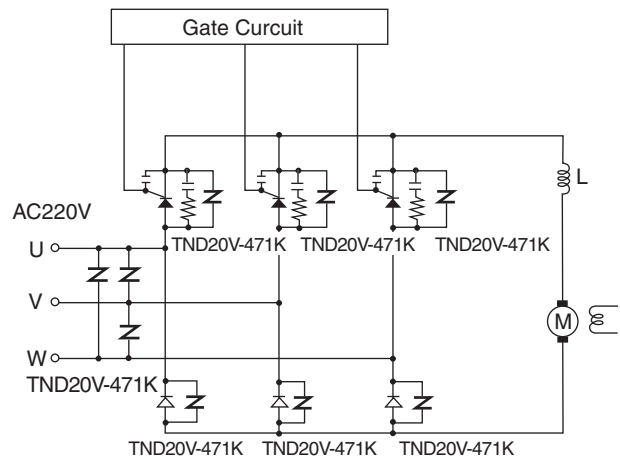 Gate Curcuit
L
AC220V
TND20V-471K TND20V-471K TND20V-471K
U
V
M
W
TND20V-471K
TND20V-471K TND20V-471K TND20V-471K